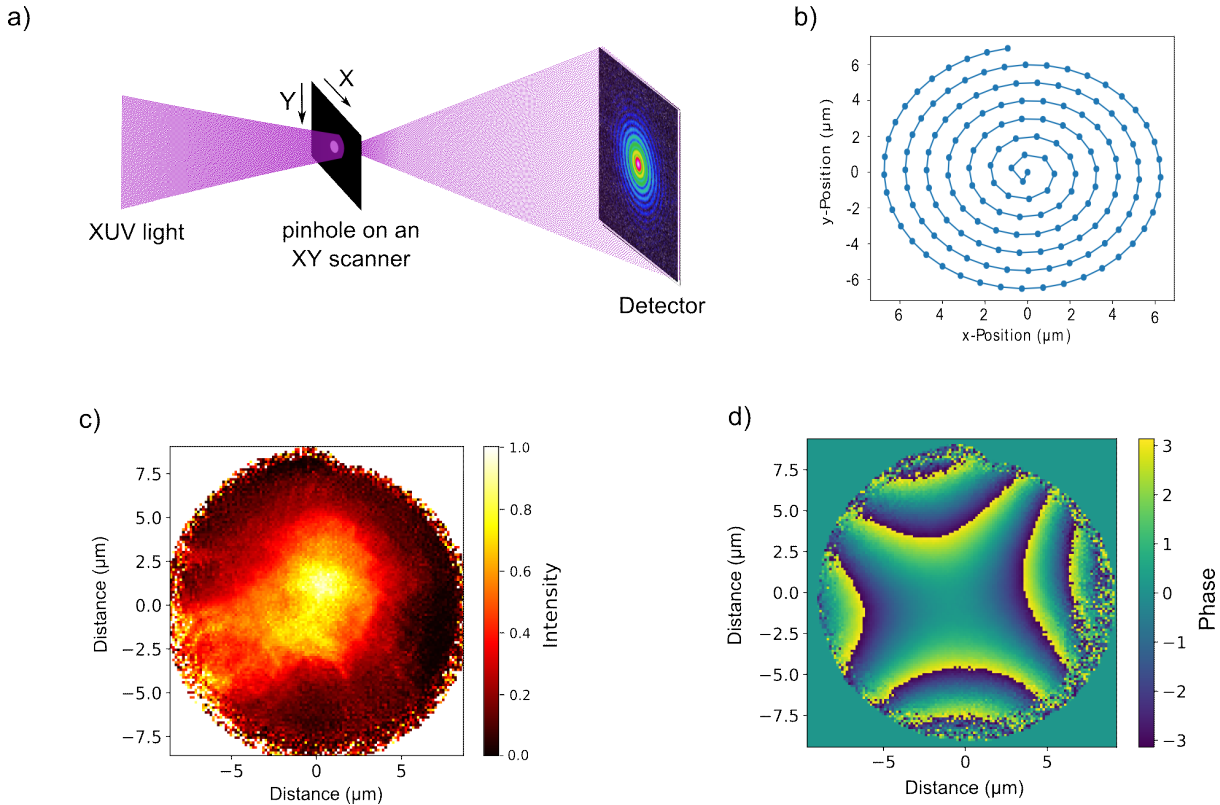 a)
X
Y
XUV light
pinhole on an
XY scanner
Detector
b)
6
4
2
0
-2
-4
-6
y-Position (µm)
6 4 2 0 2 4 6
x-Position (µm)
c)
7.5
5.0
2.5
0.0
−2.5
−5.0
−7.5
Distance (µm)
−5 0 5
Distance (µm)
1.0
0.8
0.6
0.4
0.2
0.0
Intensity
d)
7.5
5.0
2.5
0.0
−2.5
−5.0
−7.5
Distance (µm)
−5 0 5
Distance (µm)
3
2
1
0
−1
−2
−3
Phase